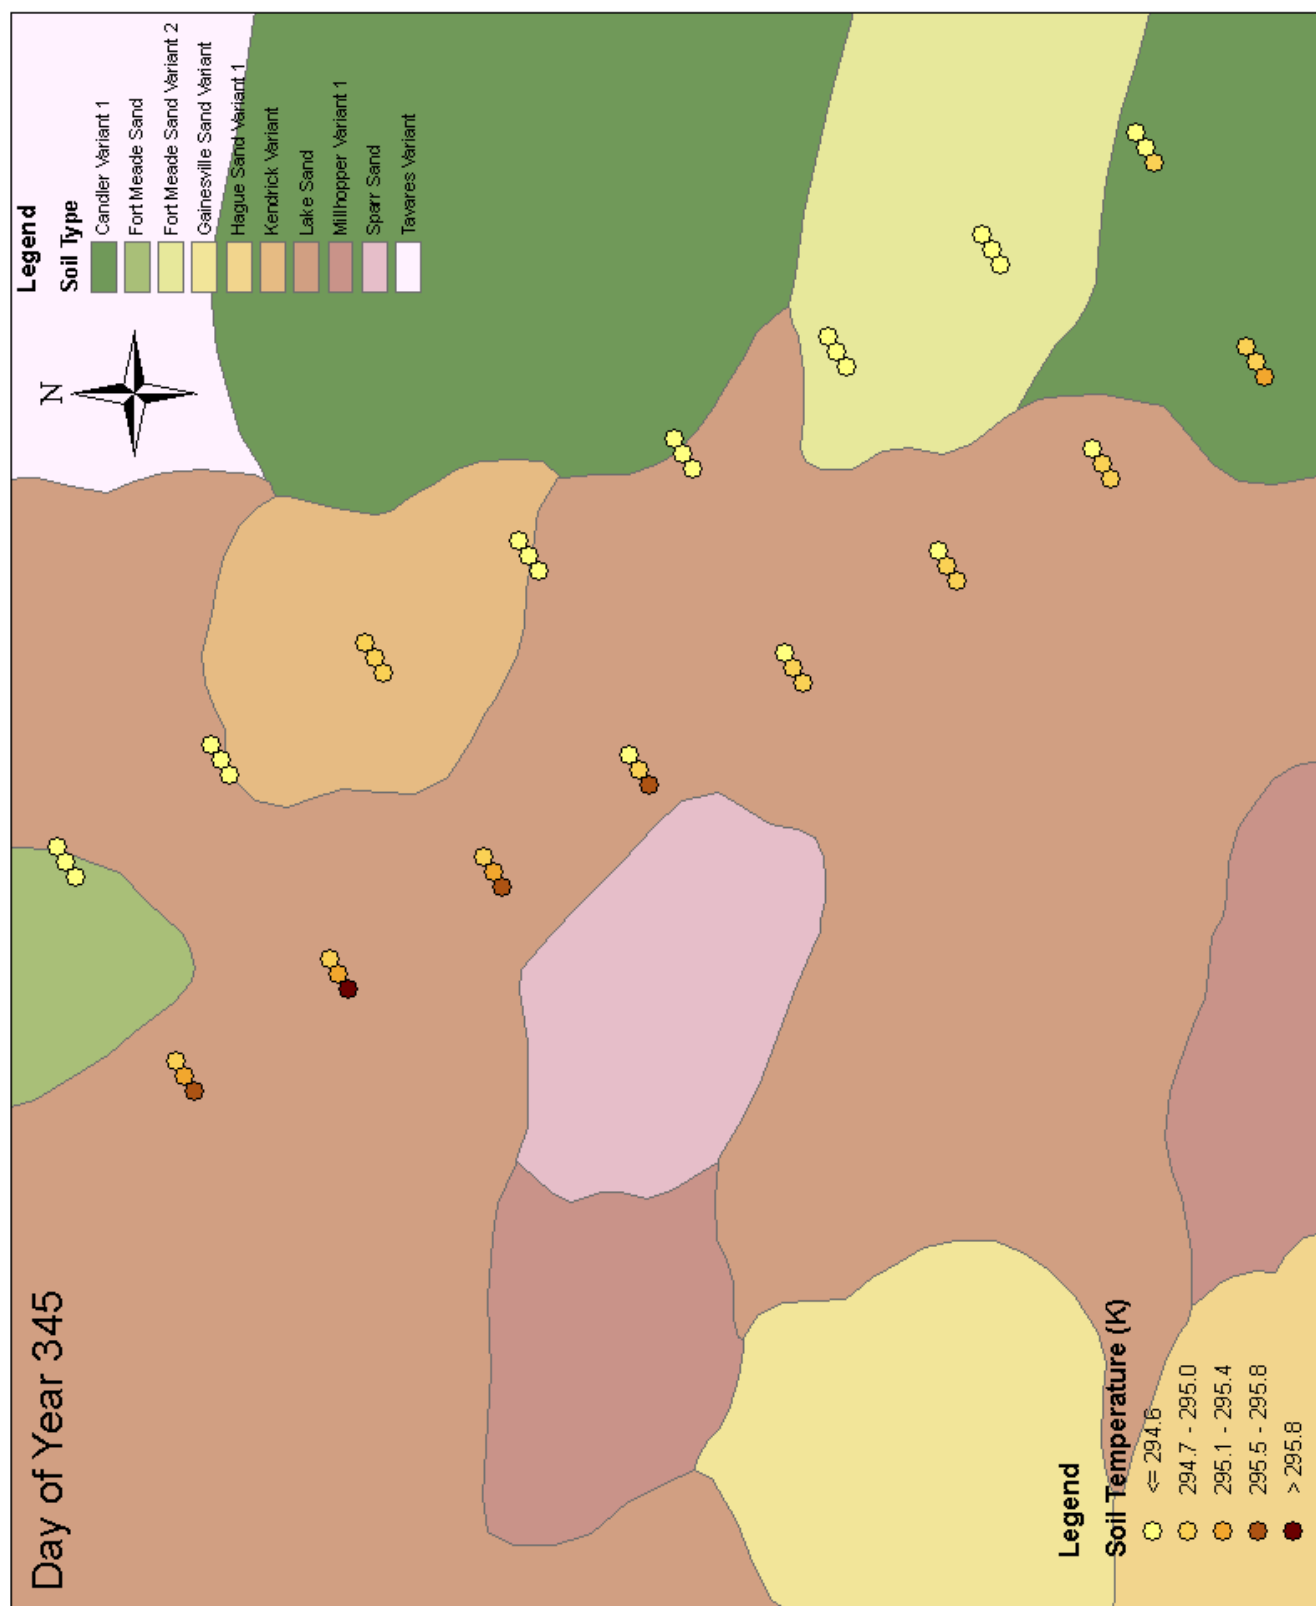 Day of Year 345
N
Legend
Soil Type
Candler Variant 1
Fort Meade Sand
Fort Meade Sand Variant 2
Gainesville Sand Variant
Hague Sand Variant 1
Kendrick Variant
Lake Sand
Millhopper Variant 1
Sparr Sand
Tavares Variant
Legend
Soil Temperature (K)
<= 294.6
294.7 - 295.0
295.1 - 295.4
295.5 - 295.8
> 295.8